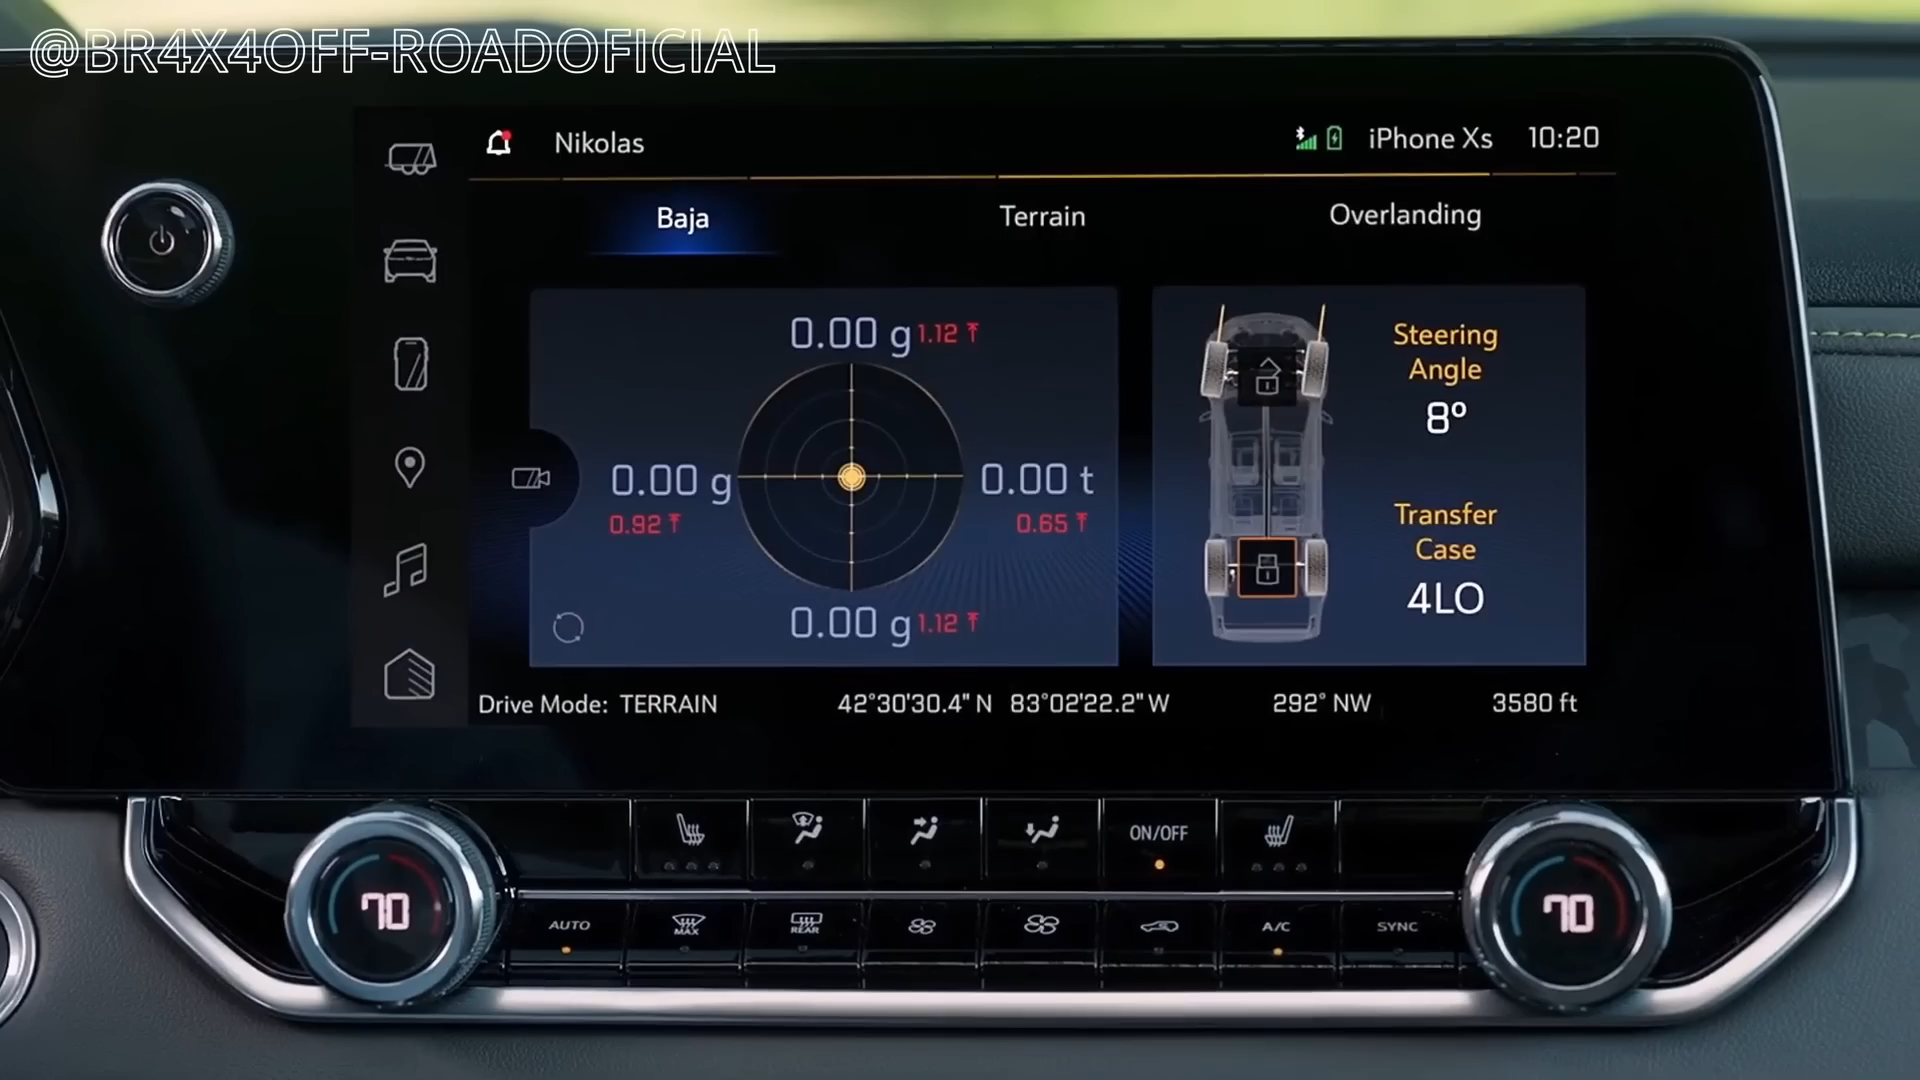 @BR4X4OFF-ROADOFICIAL
Nikolas
iPhone Xs 10:20
Baja Terrain Overlanding
0.00 g 1.12
0.00 g
0.92
0.00 t
0.65
0.00 g 1.12
Steering
Angle
8°
Transfer
Case
4LO
Drive Mode: TERRAIN 42°30'30.4" N 83°02'22.2" W 292° NW 3580 ft
ON/OFF
70
AUTO MAX REAR A/C SYNC
70